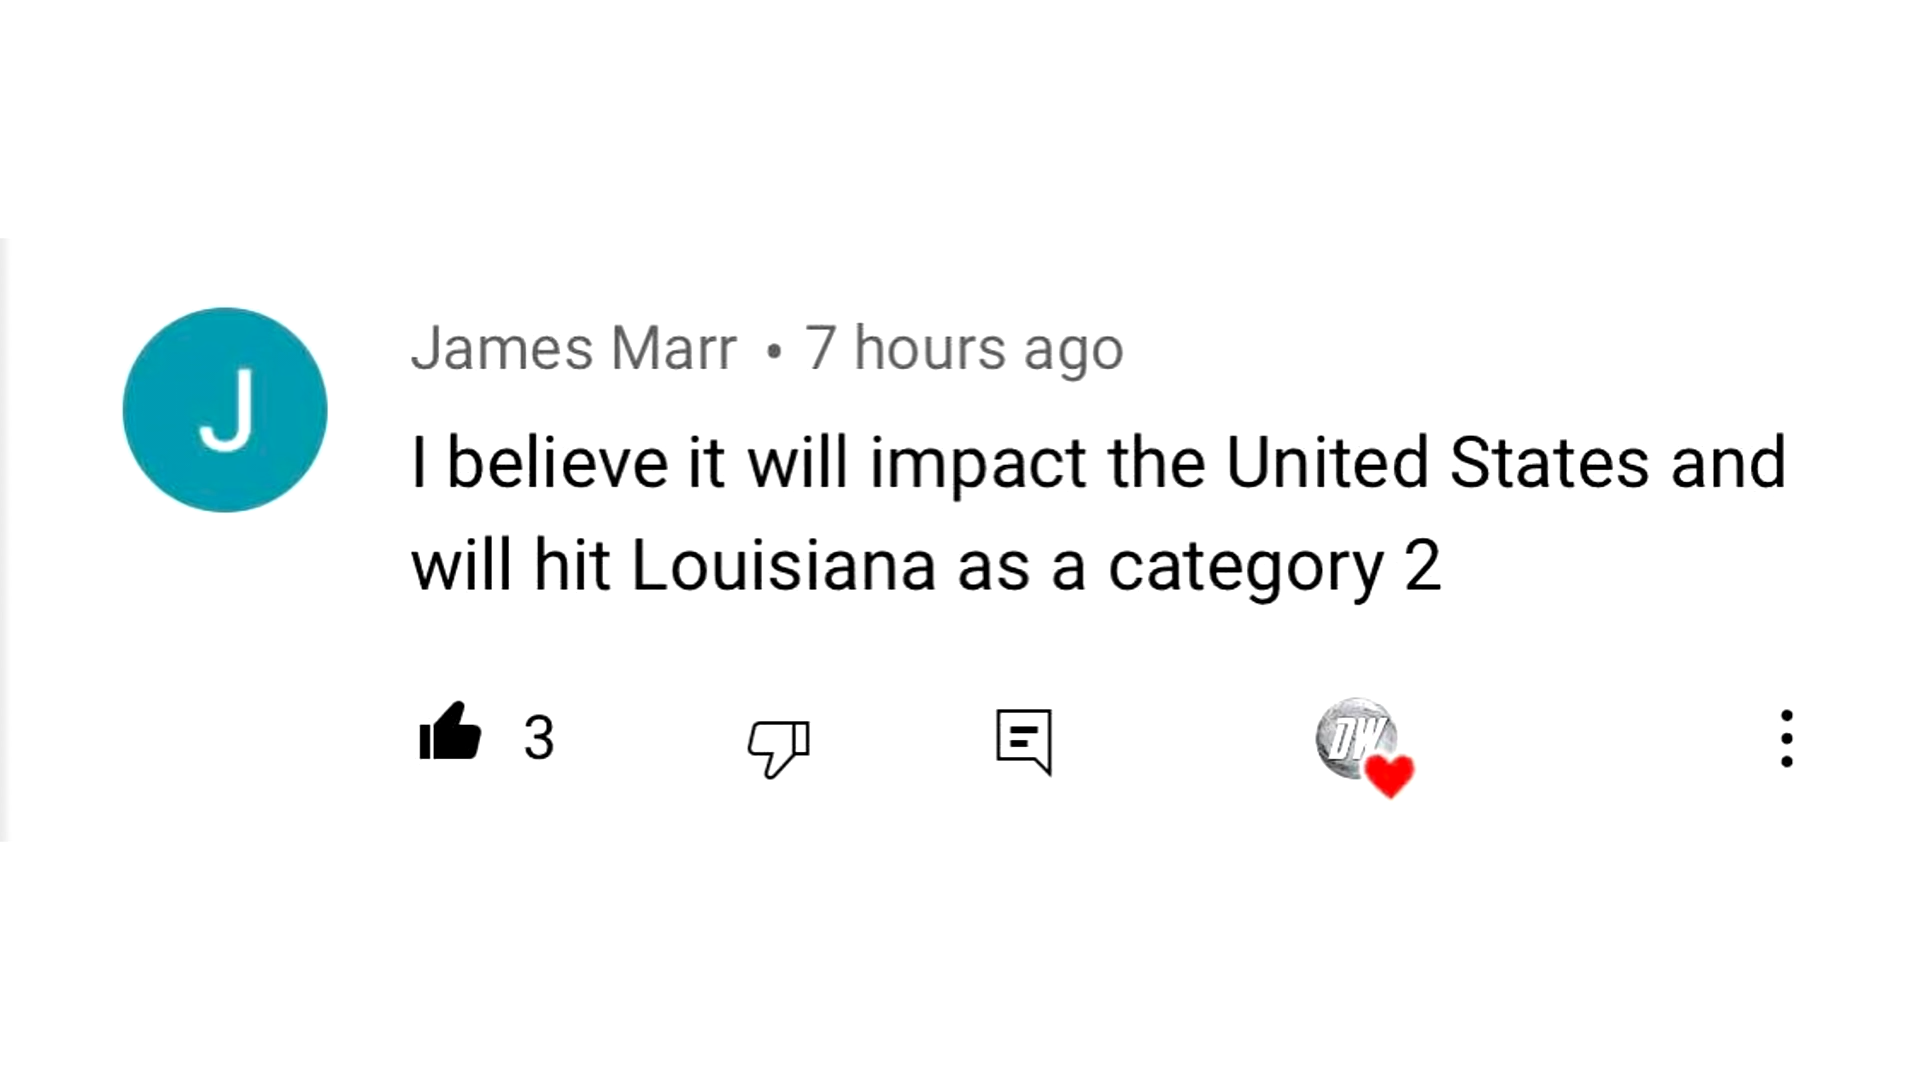 J
James Marr • 7 hours ago
I believe it will impact the United States and
will hit Louisiana as a category 2
3
DW